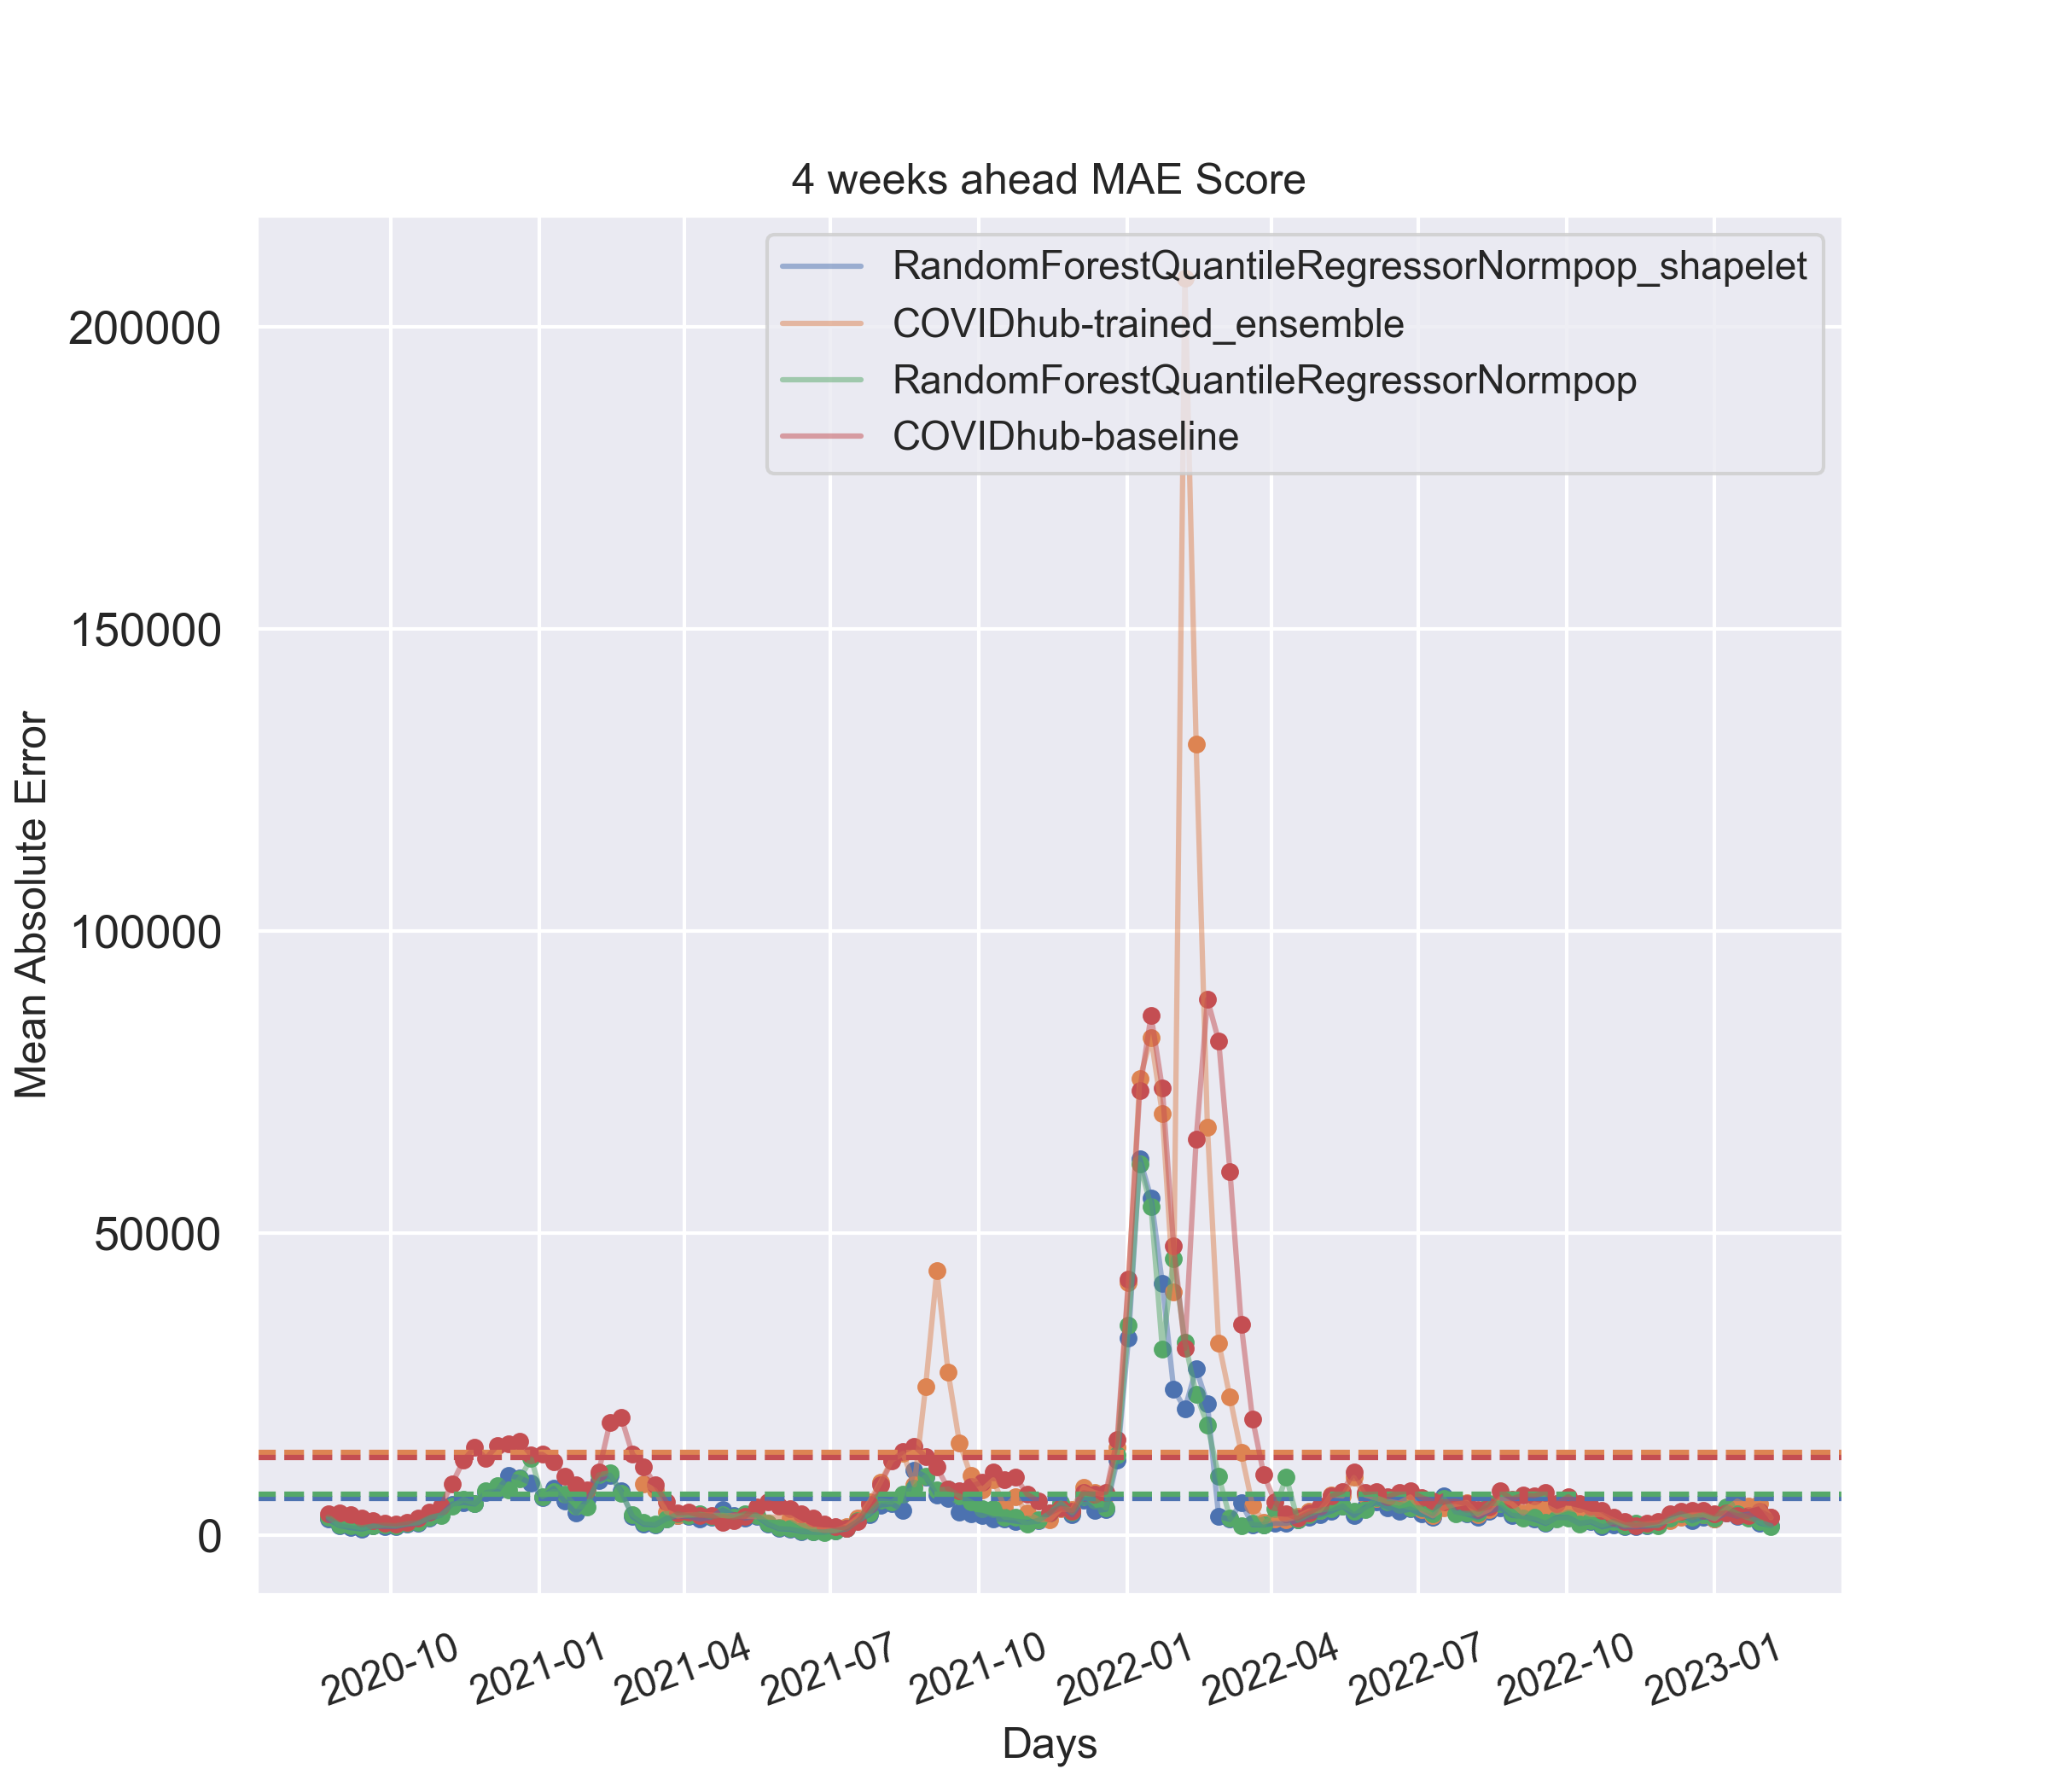 4 weeks ahead MAE Score
RandomForestQuantileRegressorNormpop_shapelet
COVIDhub-trained_ensemble
RandomForestQuantileRegressorNormpop
COVIDhub-baseline
Mean Absolute Error
200000
150000
100000
50000
0
2020-10
2021-01
2021-04
2021-07
2021-10
2022-01
2022-04
2022-07
2022-10
2023-01
Days